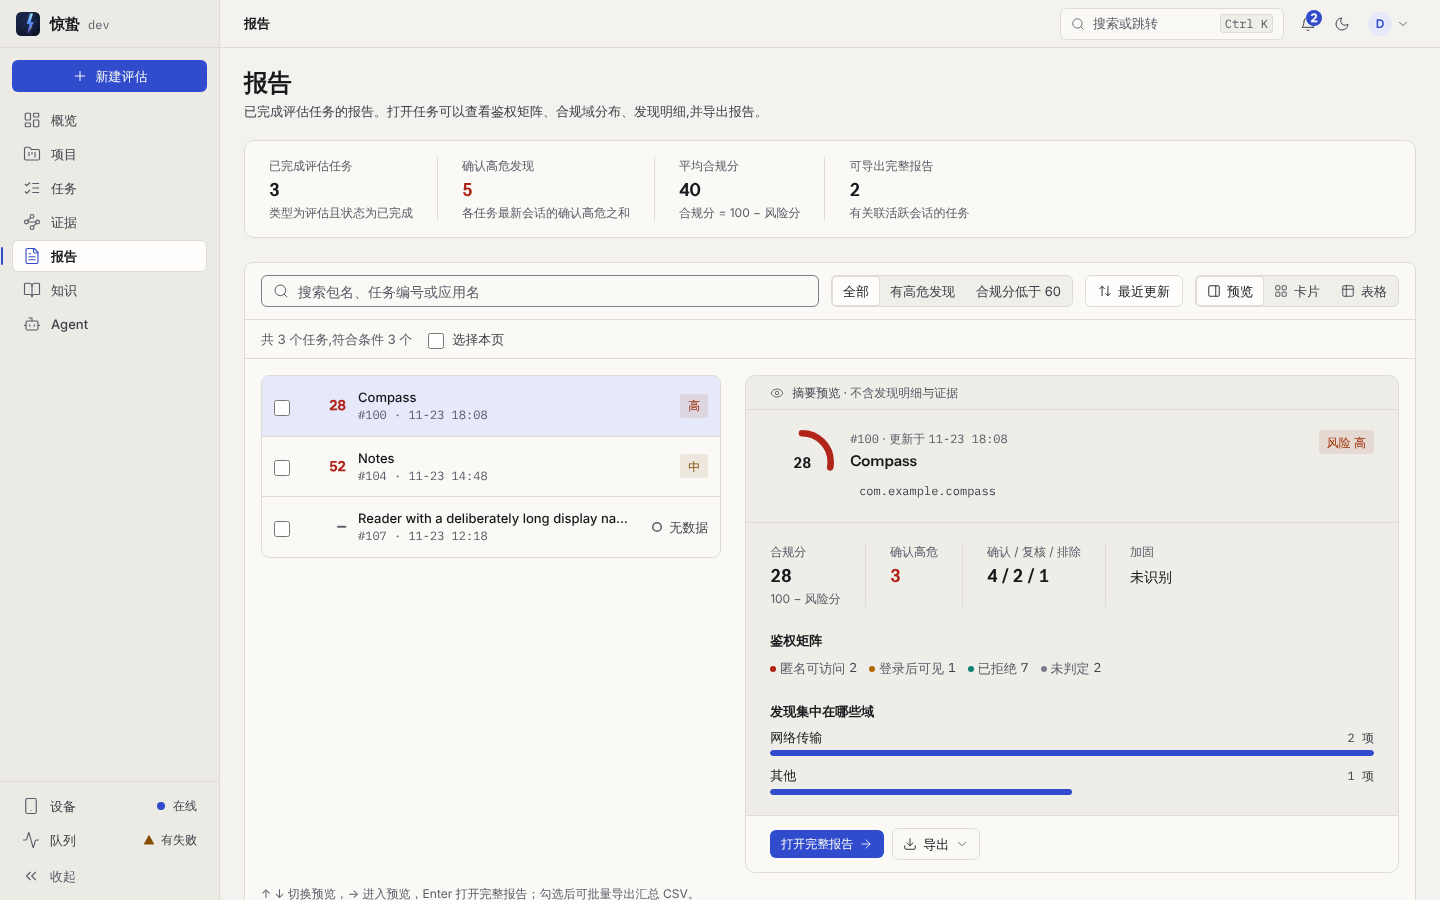 惊蛰 dev
报告
搜索或跳转 Ctrl K
2
D
新建评估
概览
项目
任务
证据
报告
知识
Agent
设备 在线
队列 有失败
收起
报告
已完成评估任务的报告。打开任务可以查看鉴权矩阵、合规域分布、发现明细,并导出报告。
已完成评估任务
3
类型为评估且状态为已完成
确认高危发现
5
各任务最新会话的确认高危之和
平均合规分
40
合规分 = 100 − 风险分
可导出完整报告
2
有关联活跃会话的任务
搜索包名、任务编号或应用名
全部 有高危发现 合规分低于 60
最近更新
预览 卡片 表格
共 3 个任务,符合条件 3 个 选择本页
28 Compass 高
#100 · 11-23 18:08
52 Notes 中
#104 · 11-23 14:48
– Reader with a deliberately long display na... 无数据
#107 · 11-23 12:18
摘要预览 · 不含发现明细与证据
28
#100 · 更新于 11-23 18:08
Compass
com.example.compass
风险 高
合规分
28
100 − 风险分
确认高危
3
确认 / 复核 / 排除
4 / 2 / 1
加固
未识别
鉴权矩阵
匿名可访问 2 登录后可见 1 已拒绝 7 未判定 2
发现集中在哪些域
网络传输 2 项
其他 1 项
打开完整报告 →
导出
↑ ↓ 切换预览，→ 进入预览，Enter 打开完整报告；勾选后可批量导出汇总 CSV。